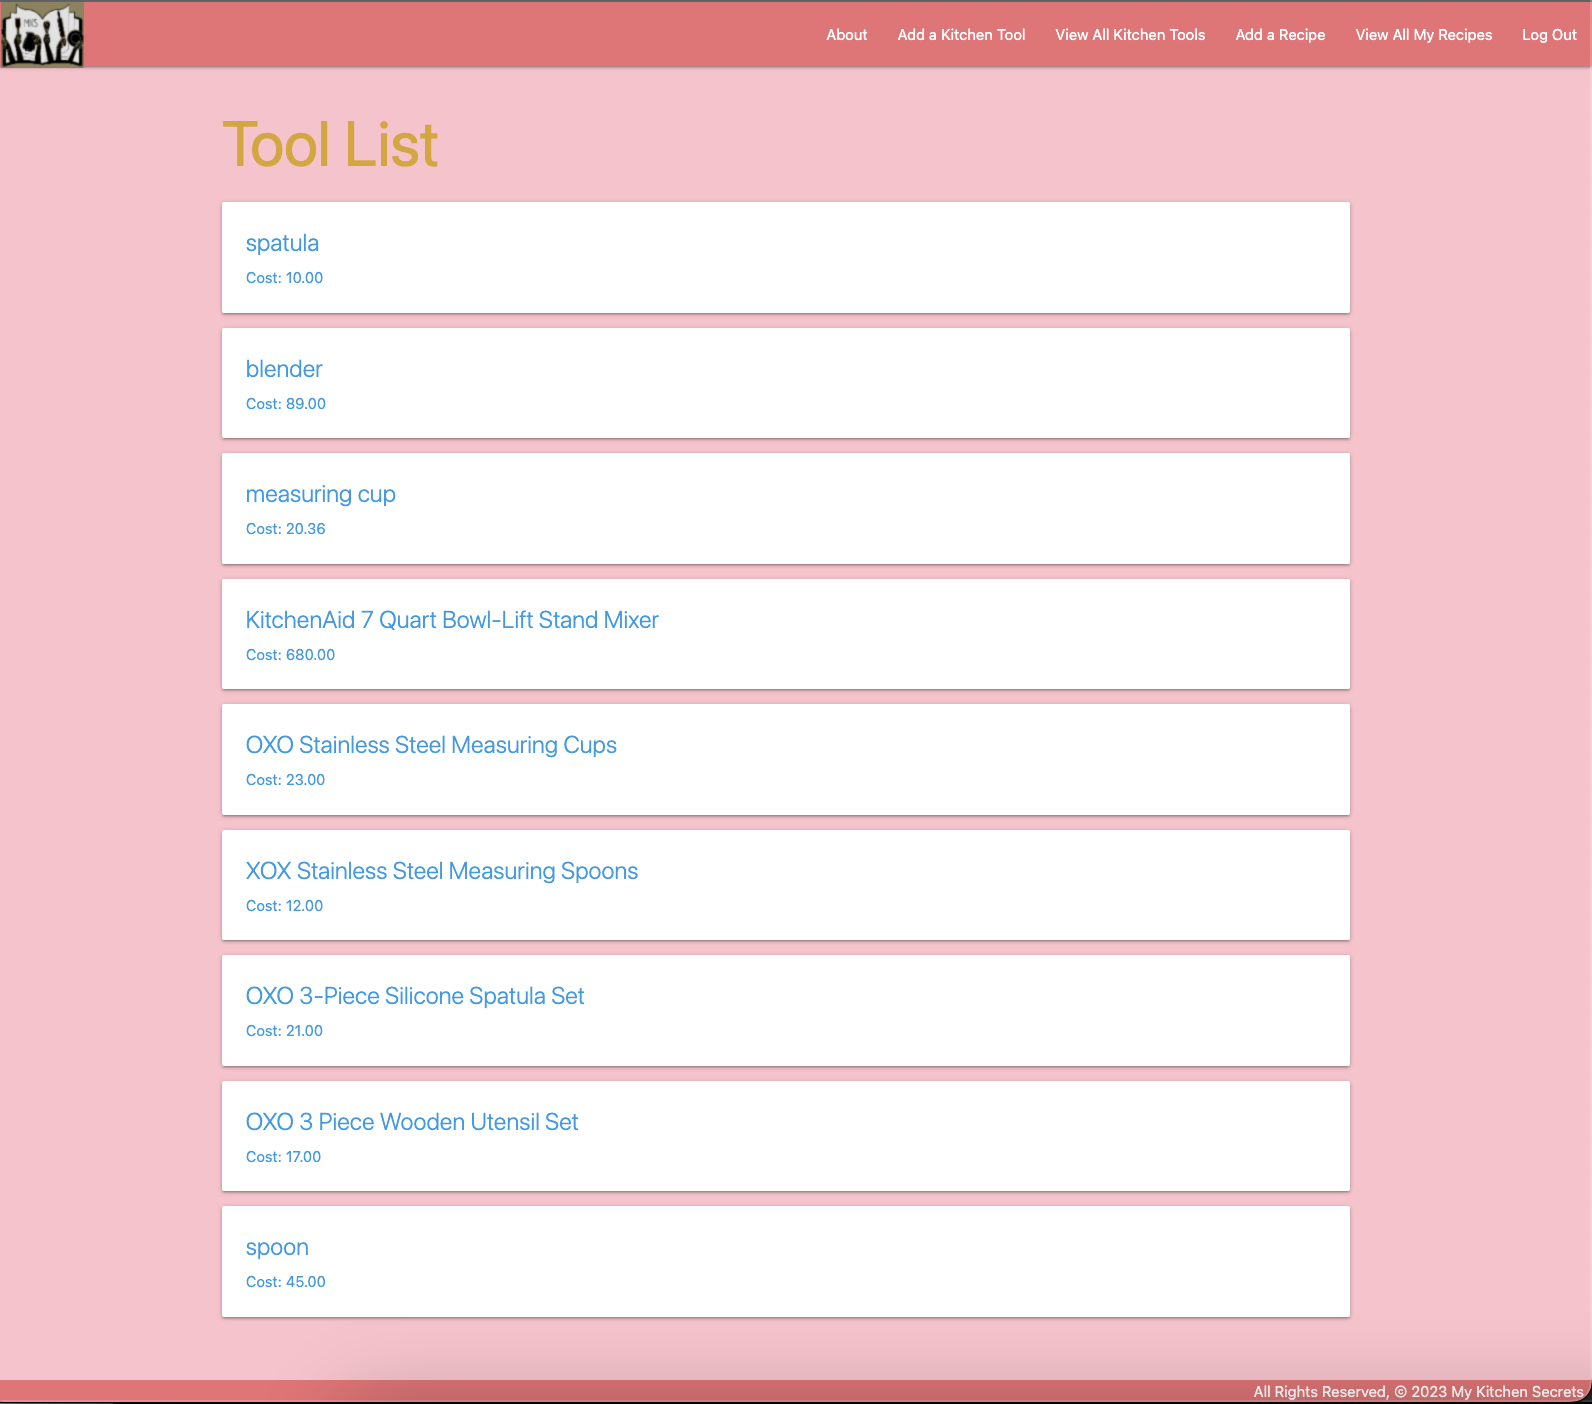 MKS
About Add a Kitchen Tool View All Kitchen Tools Add a Recipe View All My Recipes Log Out
Tool List
spatula
Cost: 10.00
blender
Cost: 89.00
measuring cup
Cost: 20.36
KitchenAid 7 Quart Bowl-Lift Stand Mixer
Cost: 680.00
OXO Stainless Steel Measuring Cups
Cost: 23.00
XOX Stainless Steel Measuring Spoons
Cost: 12.00
OXO 3-Piece Silicone Spatula Set
Cost: 21.00
OXO 3 Piece Wooden Utensil Set
Cost: 17.00
spoon
Cost: 45.00
All Rights Reserved, © 2023 My Kitchen Secrets